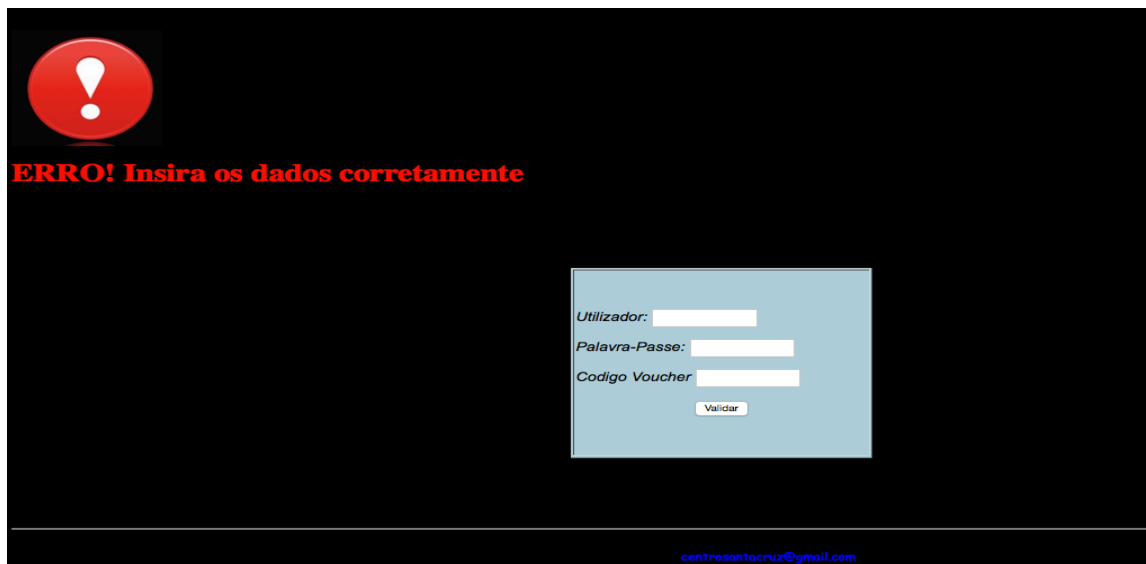 ERRO! Insira os dados corretamente
Utilizador:
Palavra-Passe:
Codigo Voucher
Validar
centrosantacruz@gmail.com